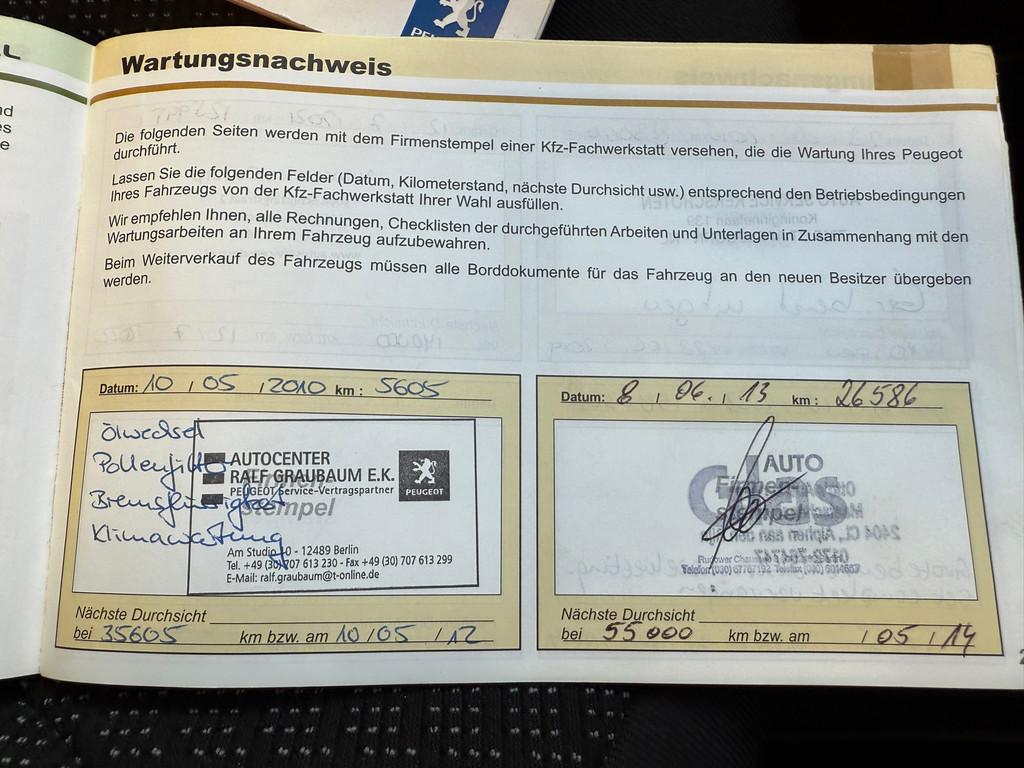 Wartungsnachweis
Die folgenden Seiten werden mit dem Firmenstempel einer Kfz-Fachwerkstatt versehen, die die Wartung Ihres Peugeot
durchführt.
Lassen Sie die folgenden Felder (Datum, Kilometerstand, nächste Durchsicht usw.) entsprechend den Betriebsbedingungen
Ihres Fahrzeugs von der Kfz-Fachwerkstatt Ihrer Wahl ausfüllen.
Wir empfehlen Ihnen, alle Rechnungen, Checklisten der durchgeführten Arbeiten und Unterlagen in Zusammenhang mit den
Wartungsarbeiten an Ihrem Fahrzeug aufzubewahren.
Beim Weiterverkauf des Fahrzeugs müssen alle Borddokumente für das Fahrzeug an den neuen Besitzer übergeben
werden.
Datum: 10 / 05 / 2010 km : 5605
Ölwechsel
Pollenfilter
Bremsflüssigkeit
Klimawartung
Firmen-
stempel
AUTOCENTER
RALF GRAUBAUM E.K.
PEUGEOT Service-Vertragspartner
PEUGEOT
Am Studio 10 - 12489 Berlin
Tel. +49 (30) 707 613 230 - Fax +49 (30) 707 613 299
E-Mail: ralf.graubaum@t-online.de
Nächste Durchsicht
bei 35605 km bzw. am 10 / 05 / 12
Datum: 8 / 06. / 13 km : 26586
AUTO
Firmen-
stempel
Nächste Durchsicht
bei 55000 km bzw. am / 05 / 14